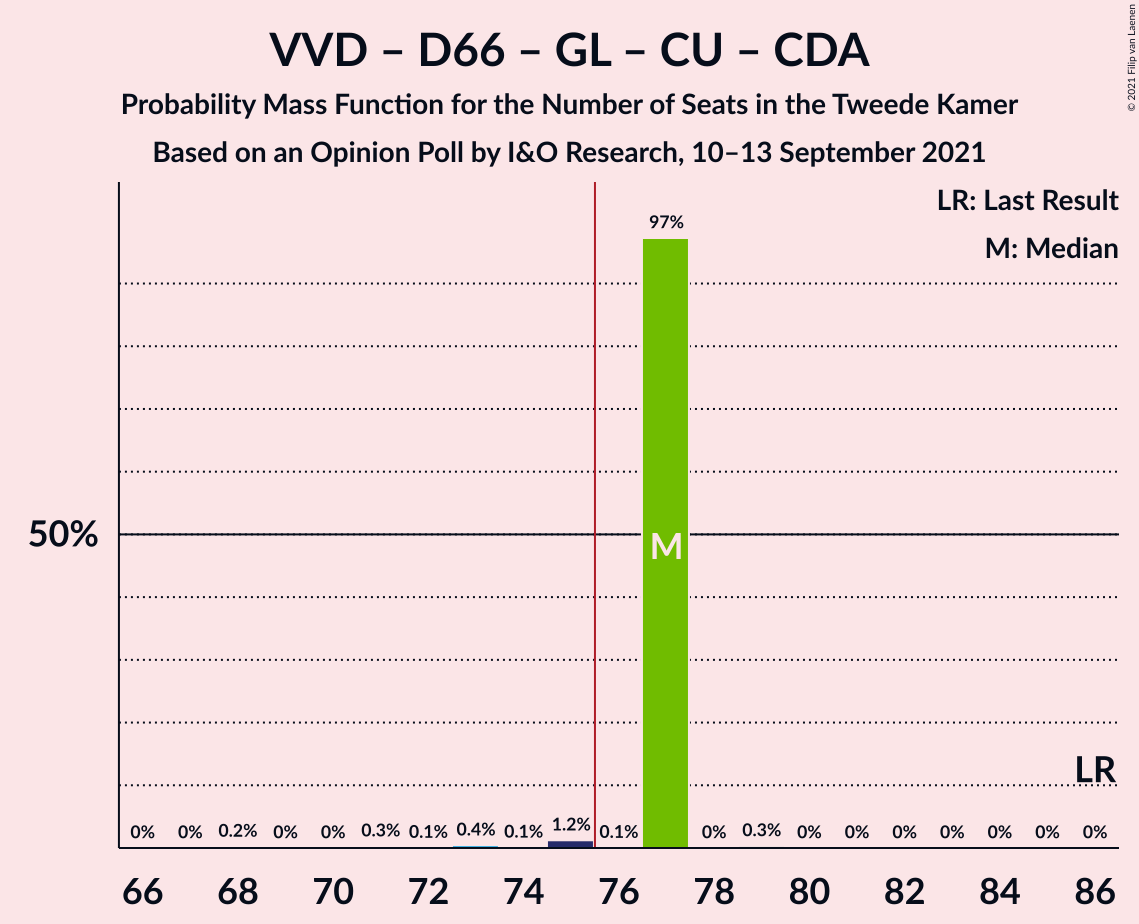 VVD – D66 – GL – CU – CDA
Probability Mass Function for the Number of Seats in the Tweede Kamer
Based on an Opinion Poll by I&O Research, 10–13 September 2021
© 2021 Filip van Laenen
LR: Last Result
M: Median
97%
50%
M
LR
0% 0% 0.2% 0% 0% 0.3% 0.1% 0.4% 0.1% 1.2% 0.1% 0% 0.3% 0% 0% 0% 0% 0% 0% 0%
66 68 70 72 74 76 78 80 82 84 86